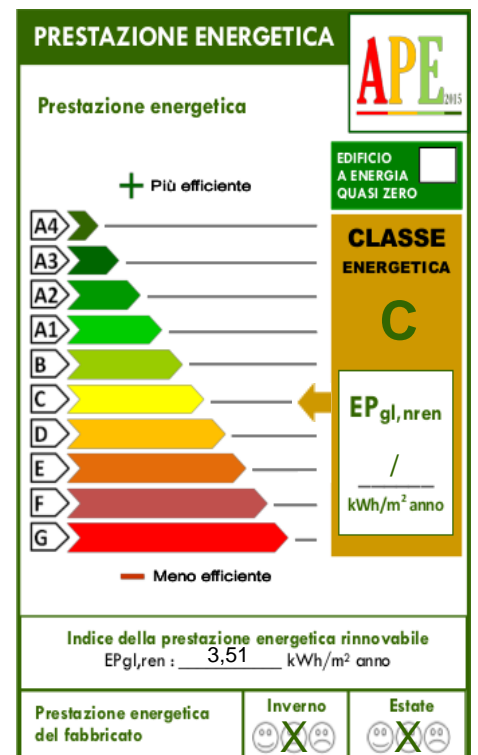 PRESTAZIONE ENERGETICA
APE 2015
Prestazione energetica
EDIFICIO
A ENERGIA
QUASI ZERO
+ Più efficiente
A4
A3
A2
A1
B
C
D
E
F
G
— Meno efficiente
CLASSE
ENERGETICA
C
EPgl,nren
/
______
kWh/m² anno
Indice della prestazione energetica rinnovabile
EPgl,ren : 3,51 kWh/m² anno
Prestazione energetica
del fabbricato
Inverno
X
Estate
X